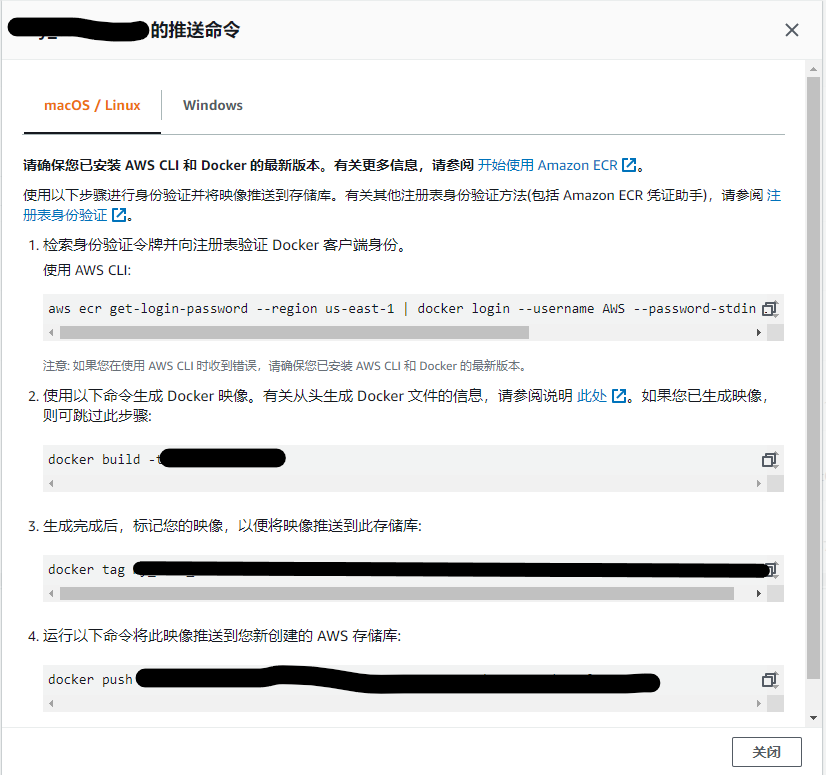 的推送命令
macOS / Linux
Windows
请确保您已安装 AWS CLI 和 Docker 的最新版本。有关更多信息，请参阅 开始使用 Amazon ECR。
使用以下步骤进行身份验证并将映像推送到存储库。有关其他注册表身份验证方法(包括 Amazon ECR 凭证助手)，请参阅 注
册表身份验证。
1. 检索身份验证令牌并向注册表验证 Docker 客户端身份。
使用 AWS CLI:
aws ecr get-login-password --region us-east-1 | docker login --username AWS --password-stdin
注意: 如果您在使用 AWS CLI 时收到错误，请确保您已安装 AWS CLI 和 Docker 的最新版本。
2. 使用以下命令生成 Docker 映像。有关从头生成 Docker 文件的信息，请参阅说明 此处。如果您已生成映像，
则可跳过此步骤:
docker build -t
3. 生成完成后，标记您的映像，以便将映像推送到此存储库:
docker tag
4. 运行以下命令将此映像推送到您新创建的 AWS 存储库:
docker push
关闭